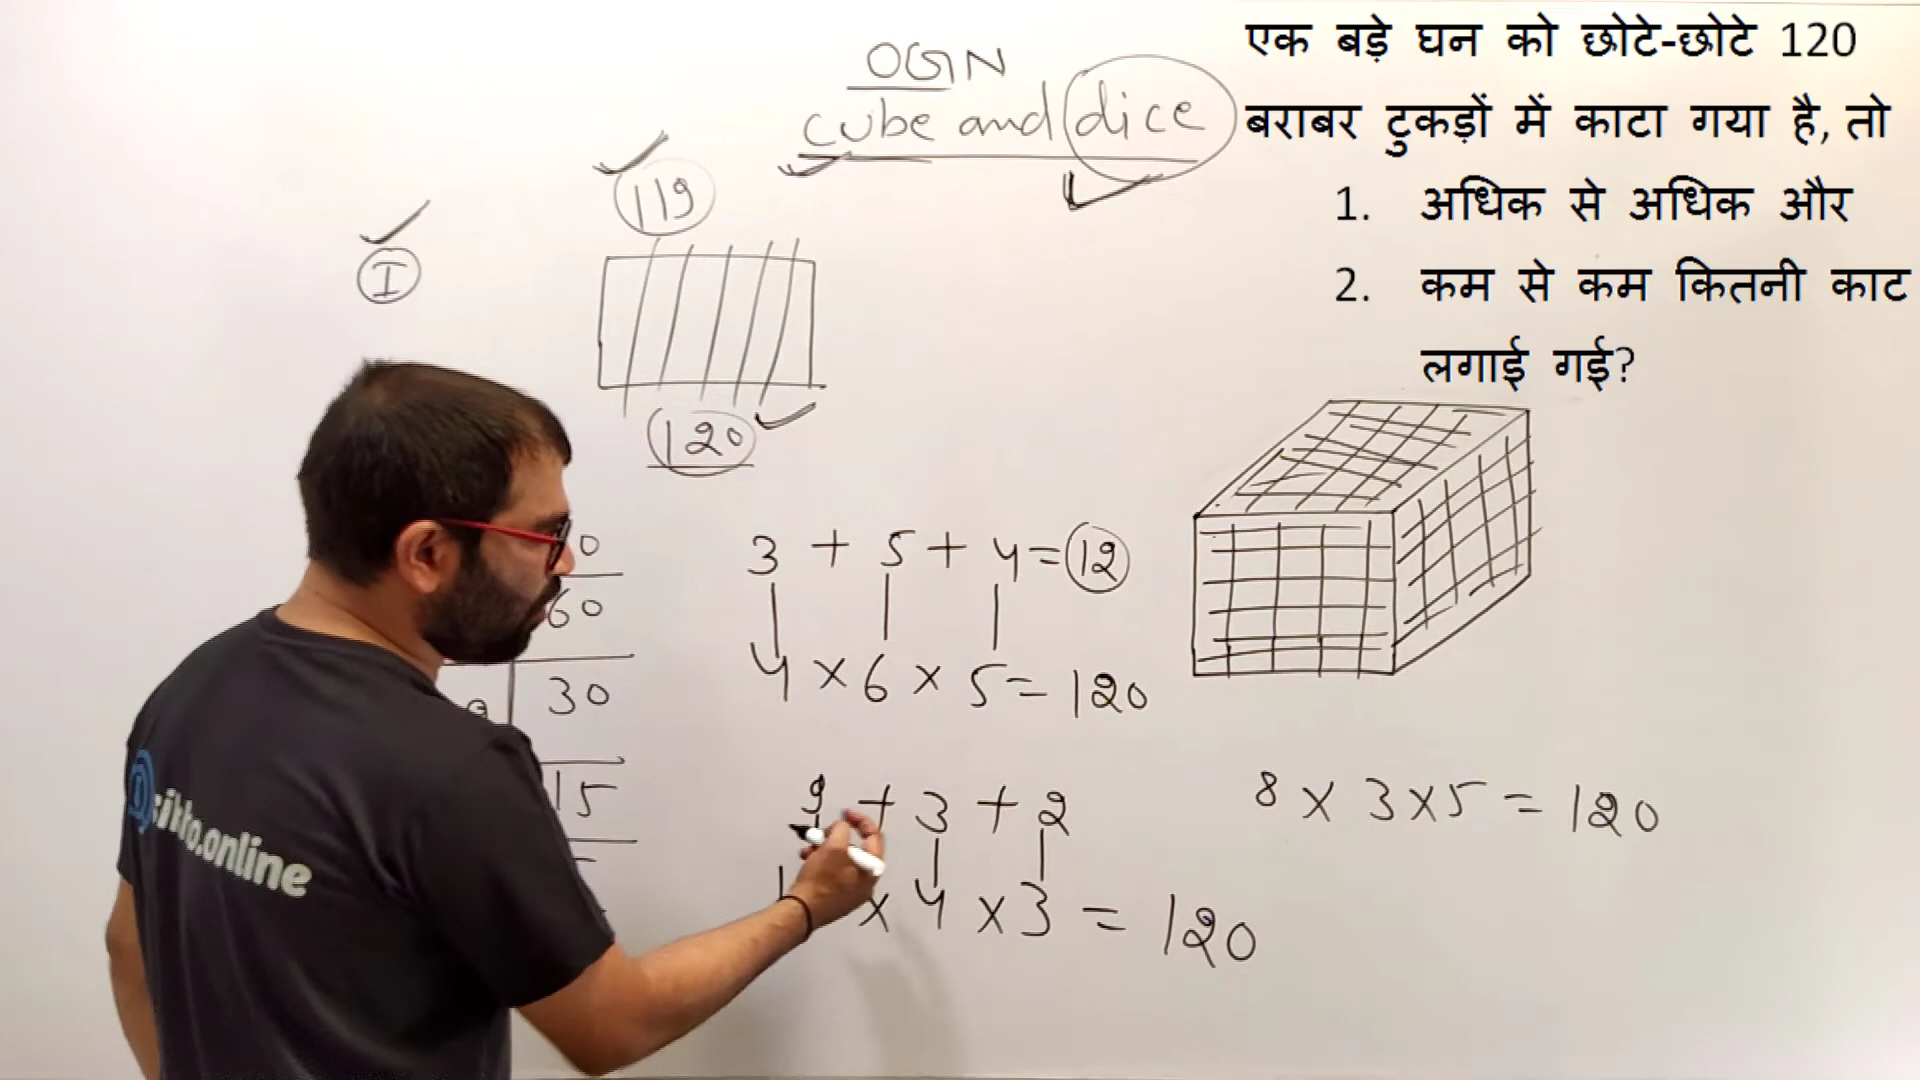 OGN
cube and dice
एक बड़े घन को छोटे-छोटे 120
बराबर टुकड़ों में काटा गया है, तो
1. अधिक से अधिक और
2. कम से कम कितनी काट
लगाई गई?
119
I
120
3 + 5 + 4 = 12
4 × 6 × 5 = 120
60
30
15
9 + 3 + 2
× 4 × 3 = 120
8 × 3 × 5 = 120
sikho.online